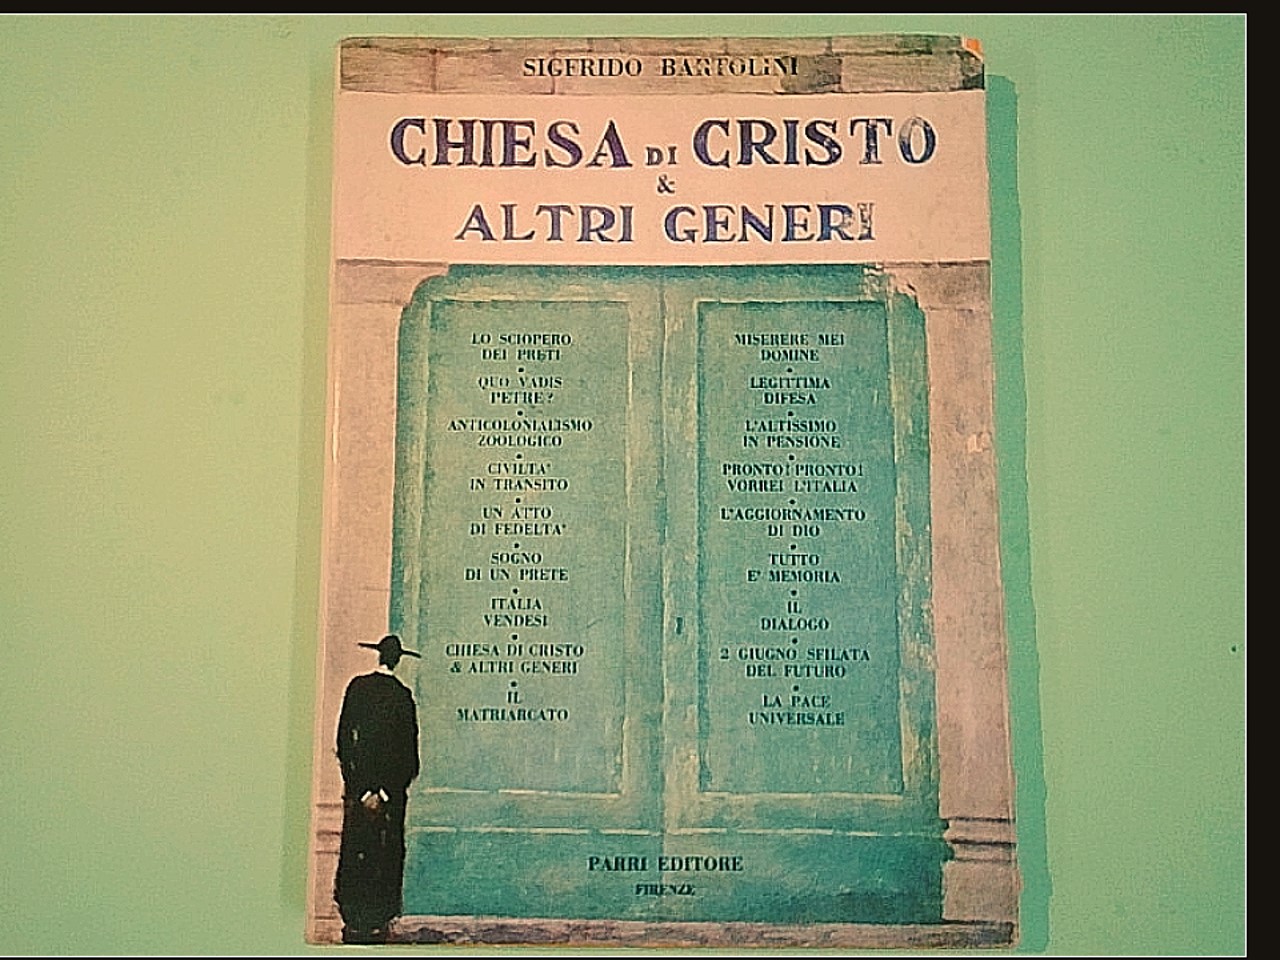 SIGFRIDO BARTOLINI
CHIESA DI CRISTO
&
ALTRI GENERI
LO SCIOPERO
DEI PRETI
QUO VADIS
PETRE?
ANTICOLONIALISMO
ZOOLOGICO
CIVILTA'
IN TRANSITO
UN ATTO
DI FEDELTA'
SOGNO
DI UN PRETE
ITALIA
VENDESI
CHIESA DI CRISTO
& ALTRI GENERI
IL
MATRIARCATO
MISERERE MEI
DOMINE
LEGITTIMA
DIFESA
L'ALTISSIMO
IN PENSIONE
PRONTO! PRONTO!
VORREI L'ITALIA
L'AGGIORNAMENTO
DI DIO
TUTTO
E' MEMORIA
IL
DIALOGO
2 GIUGNO SFILATA
DEL FUTURO
LA PACE
UNIVERSALE
PARRI EDITORE
FIRENZE